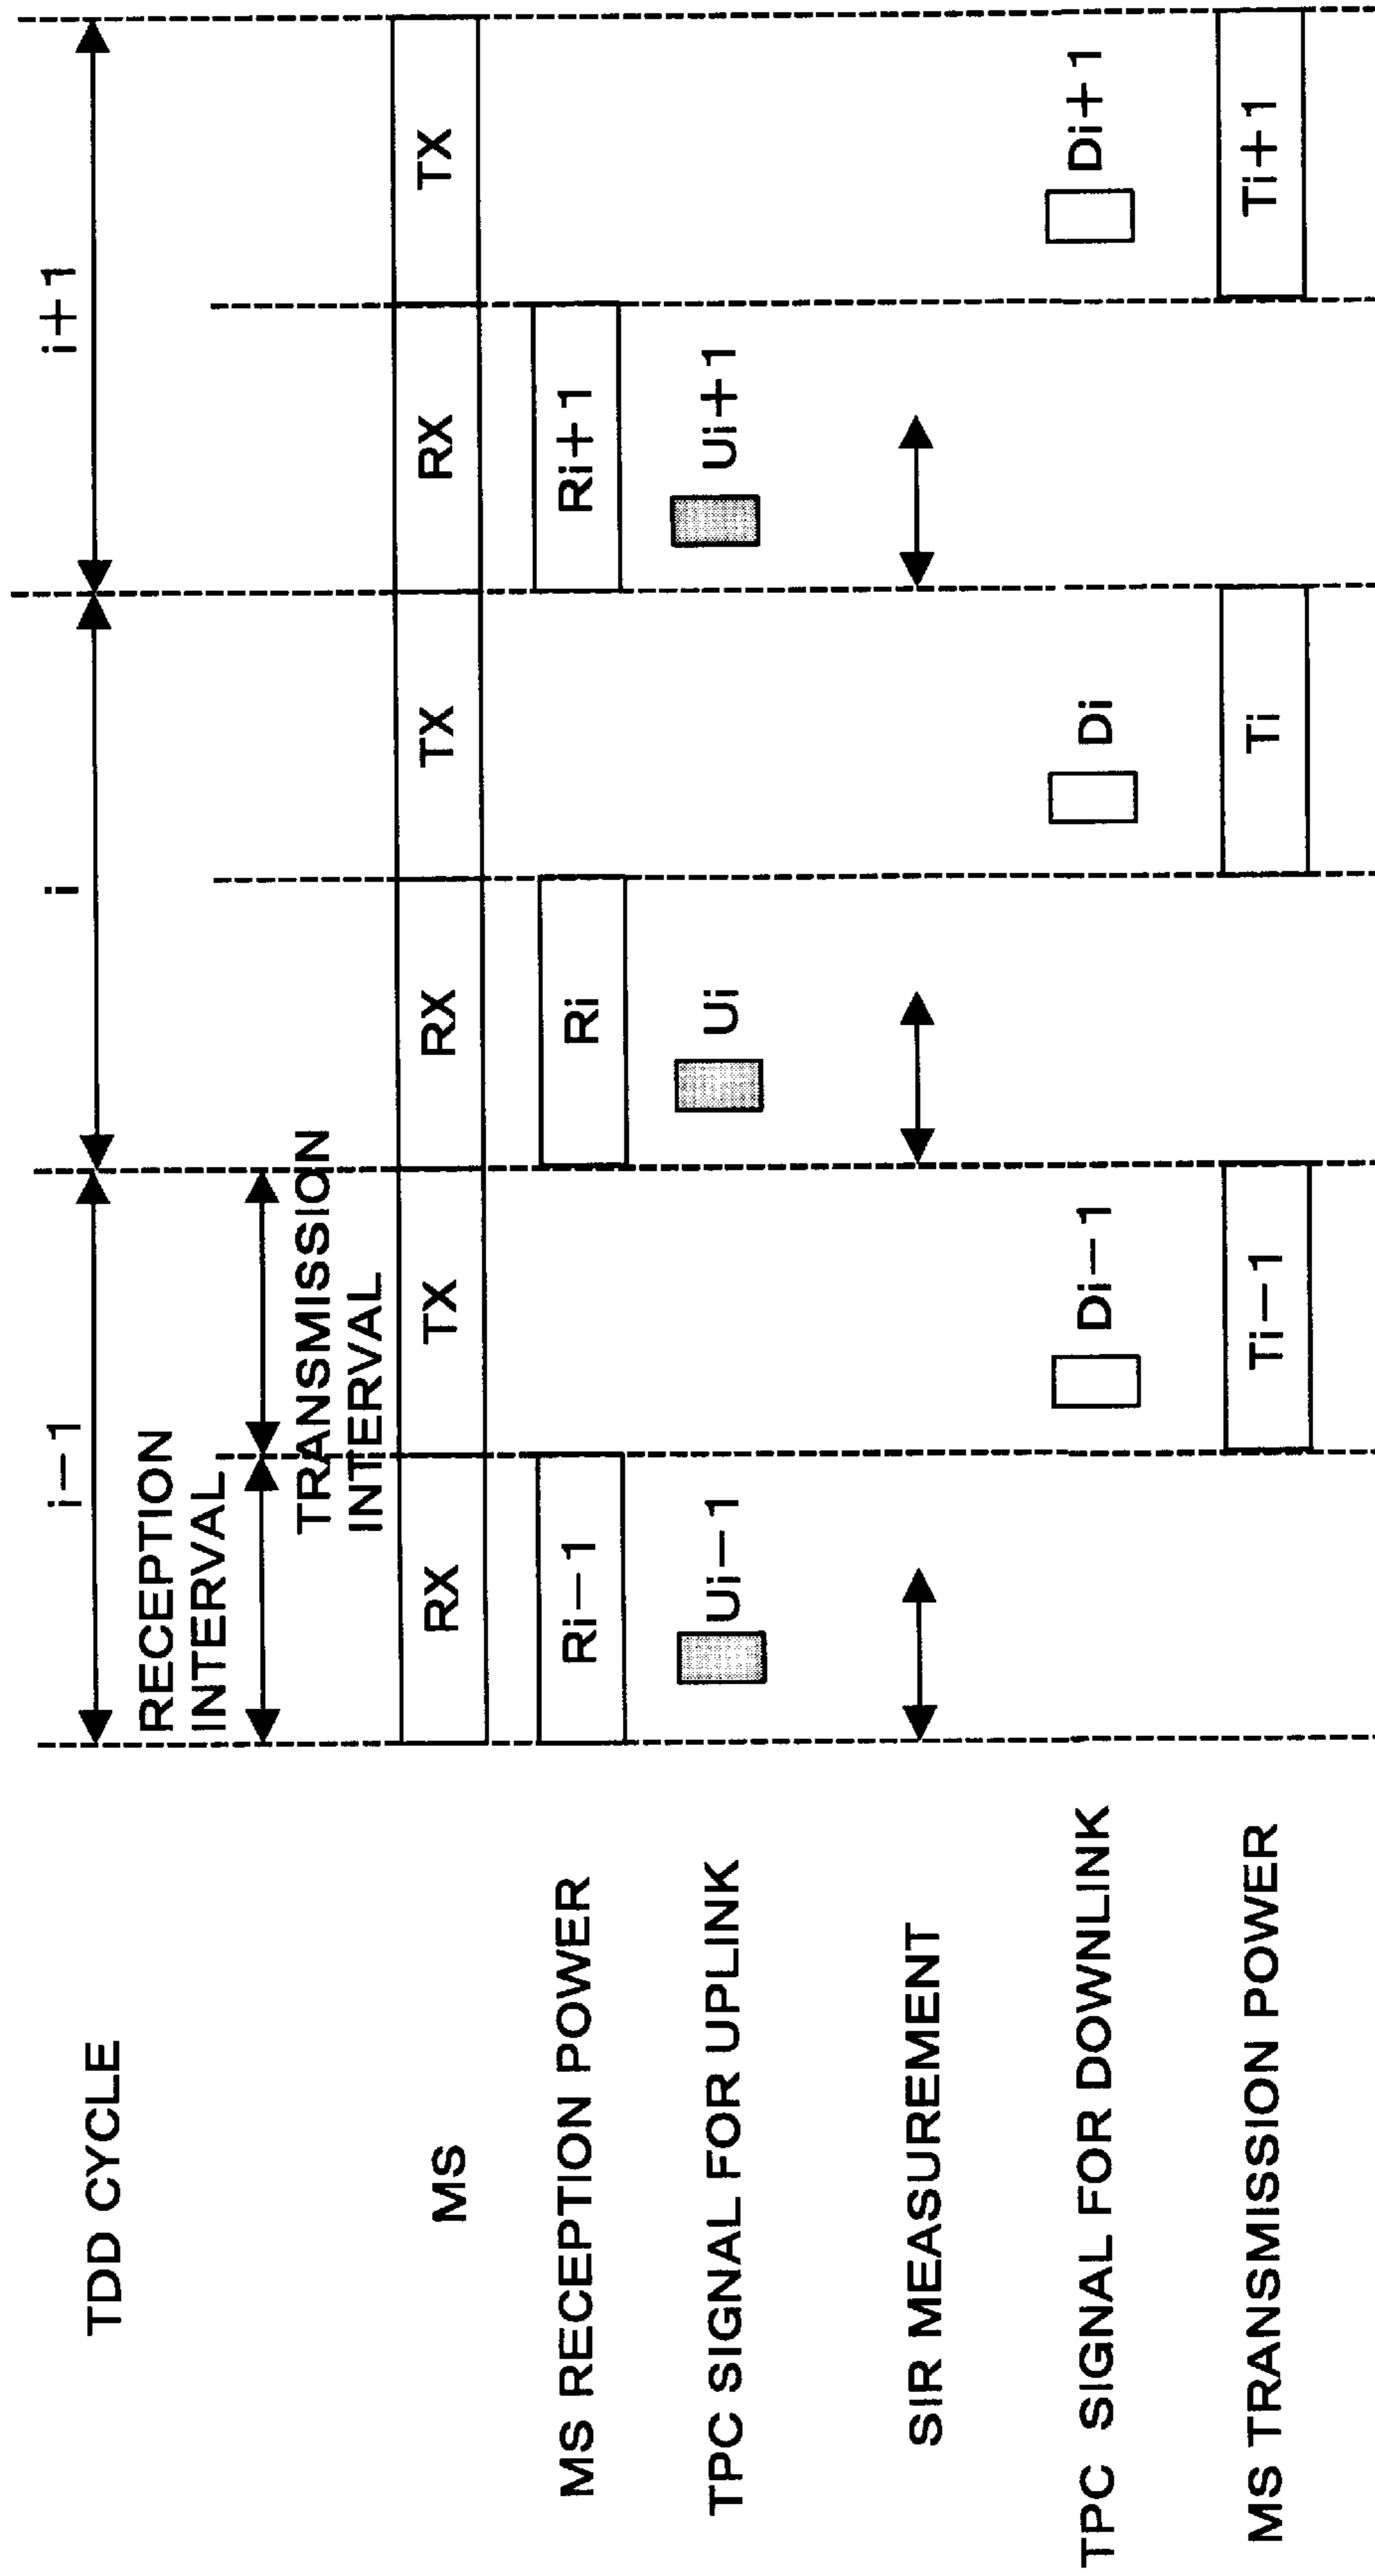 TDD CYCLE
i−1
i
i+1
RECEPTION
INTERVAL
TRANSMISSION
INTERVAL
MS
RX
TX
RX
TX
RX
TX
MS RECEPTION POWER
Ri−1
Ri
Ri+1
TPC SIGNAL FOR UPLINK
Ui−1
Ui
Ui+1
SIR MEASUREMENT
TPC SIGNAL FOR DOWNLINK
Di−1
Di
Di+1
MS TRANSMISSION POWER
Ti−1
Ti
Ti+1